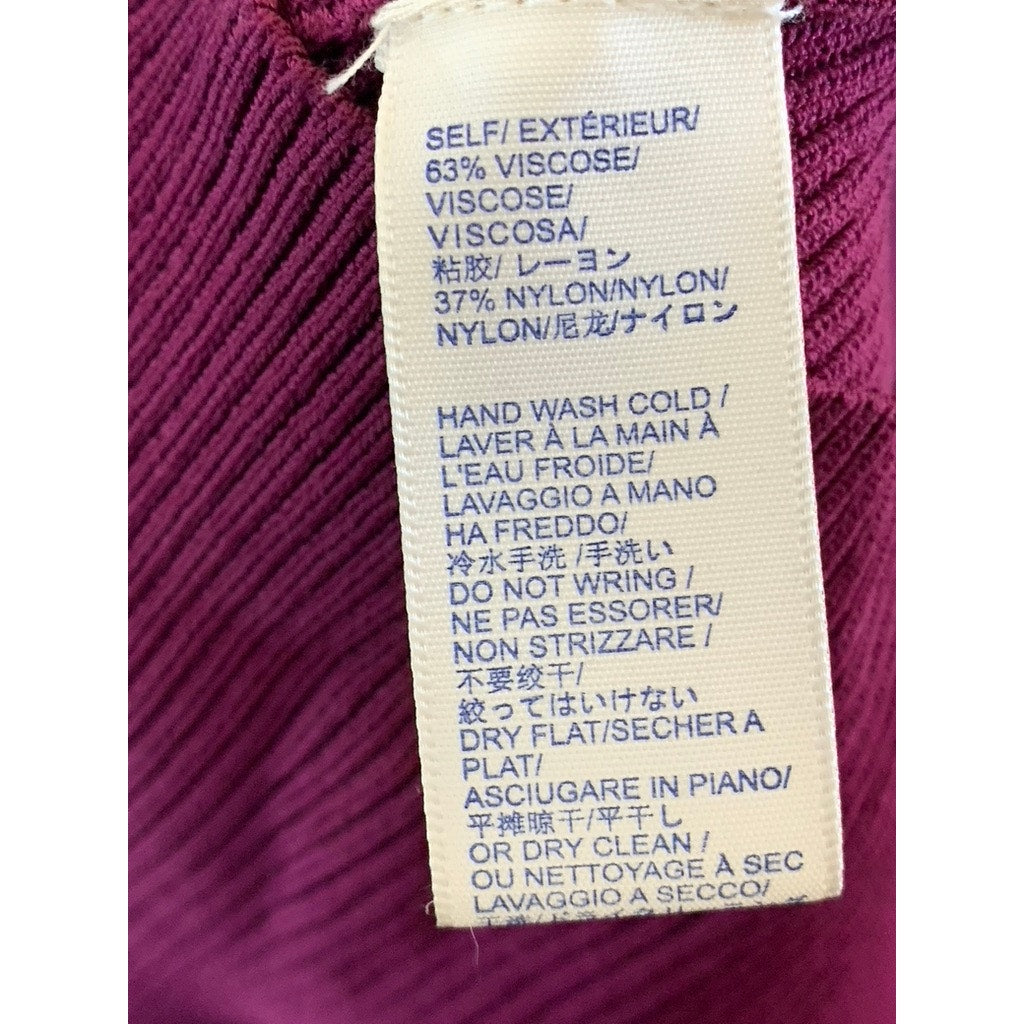 SELF/ EXTÉRIEUR/
63% VISCOSE/
VISCOSE/
VISCOSA/
粘胶/ レーヨン
37% NYLON/NYLON/
NYLON/尼龙/ナイロン
HAND WASH COLD /
LAVER À LA MAIN À
L'EAU FROIDE/
LAVAGGIO A MANO
HA FREDDO/
冷水手洗 /手洗い
DO NOT WRING /
NE PAS ESSORER/
NON STRIZZARE /
不要绞干/
絞ってはいけない
DRY FLAT/SECHER A
PLAT/
ASCIUGARE IN PIANO/
平摊晾干/平干し
OR DRY CLEAN /
OU NETTOYAGE À SEC
LAVAGGIO A SECCO/